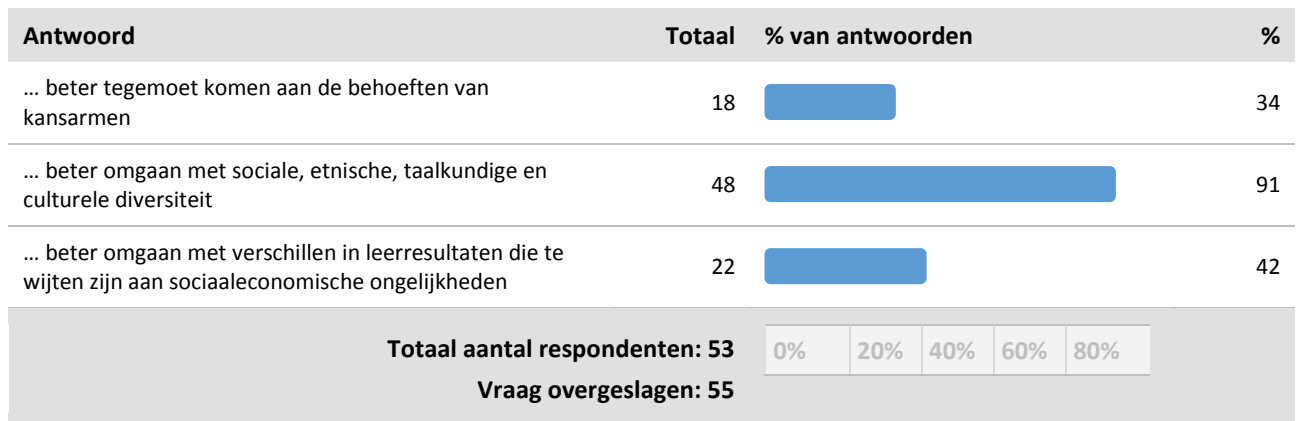 Antwoord Totaal % van antwoorden %
... beter tegemoet komen aan de behoeften van
kansarmen
18 34
... beter omgaan met sociale, etnische, taalkundige en
culturele diversiteit
48 91
... beter omgaan met verschillen in leerresultaten die te
wijten zijn aan sociaaleconomische ongelijkheden
22 42
Totaal aantal respondenten: 53 0% 20% 40% 60% 80%
Vraag overgeslagen: 55